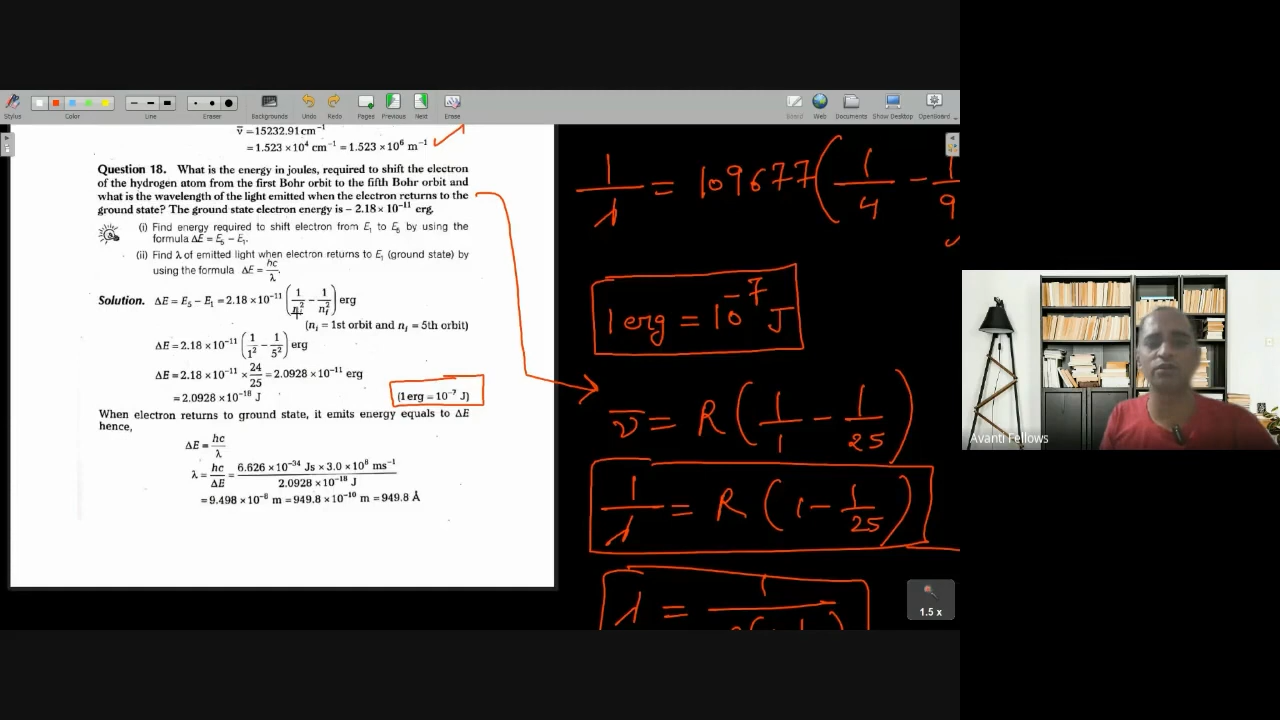 Stylus
Color
Line
Eraser
Backgrounds
Undo
Redo
Pages
Previous
Next
Erase
Board
Web
Documents
Show Desktop
OpenBoard
ν̅ = 15232.91 cm⁻¹
= 1.523 × 10⁴ cm⁻¹ = 1.523 × 10⁶ m⁻¹
Question 18. What is the energy in joules, required to shift the electron
of the hydrogen atom from the first Bohr orbit to the fifth Bohr orbit and
what is the wavelength of the light emitted when the electron returns to the
ground state? The ground state electron energy is – 2.18 × 10⁻¹¹ erg.
(i) Find energy required to shift electron from E₁ to E₅ by using the
formula ΔE = E₅ – E₁.
(ii) Find λ of emitted light when electron returns to E₁ (ground state) by
using the formula ΔE = hc/λ.
Solution. ΔE = E₅ – E₁ = 2.18 × 10⁻¹¹ (1/nᵢ² – 1/n_f²) erg
(nᵢ = 1st orbit and n_f = 5th orbit)
ΔE = 2.18 × 10⁻¹¹ (1/1² – 1/5²) erg
ΔE = 2.18 × 10⁻¹¹ × 24/25 = 2.0928 × 10⁻¹¹ erg
= 2.0928 × 10⁻¹⁸ J (1 erg = 10⁻⁷ J)
When electron returns to ground state, it emits energy equals to ΔE
hence,
ΔE = hc/λ
λ = hc/ΔE = 6.626 × 10⁻³⁴ Js × 3.0 × 10⁸ ms⁻¹/2.0928 × 10⁻¹⁸ J
= 9.498 × 10⁻⁸ m = 949.8 × 10⁻¹⁰ m = 949.8 Å
1/λ = 109677 (1/4 – 1/9
1 erg = 10⁻⁷ J
ν̅ = R (1/1 – 1/25)
1/λ = R (1 – 1/25)
λ = 1
1.5 x
Avanti Fellows